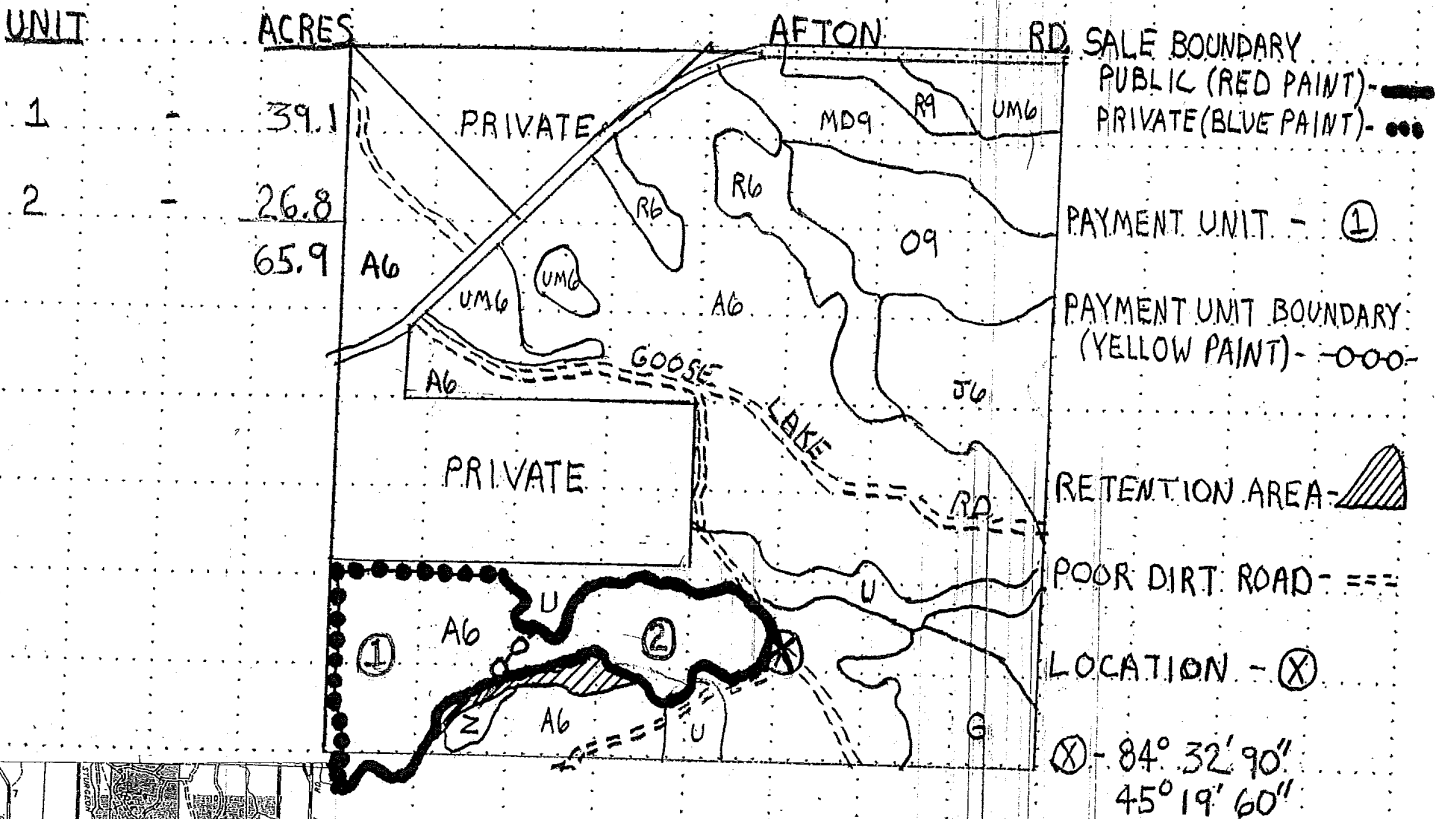 UNIT ACRES
1 - 39.1
2 - 26.8
65.9
AFTON RD
PRIVATE
MD9
R9
UM6
R6
R6
O9
A6
UM6
UM6
A6
J6
GOOSE LAKE RD
A6
PRIVATE
U
U
1
A6
2
N
A6
U
G
SALE BOUNDARY
PUBLIC (RED PAINT)-
PRIVATE (BLUE PAINT)-
PAYMENT UNIT - 1
PAYMENT UNIT BOUNDARY
(YELLOW PAINT)- -OOO-
RETENTION AREA-
POOR DIRT ROAD- ===
LOCATION - X
X - 84° 32' 90"
45° 19' 60"